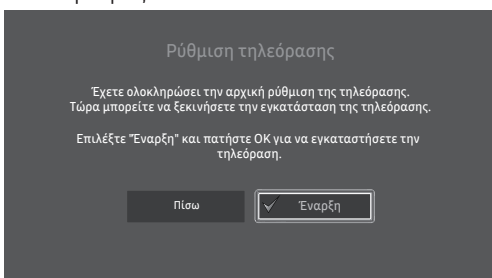 Ρύθμιση τηλεόρασης
Έχετε ολοκληρώσει την αρχική ρύθμιση της τηλεόρασης.
Τώρα μπορείτε να ξεκινήσετε την εγκατάσταση της τηλεόρασης.
Επιλέξτε "Έναρξη" και πατήστε OK για να εγκαταστήσετε την
τηλεόραση.
Πίσω
Έναρξη